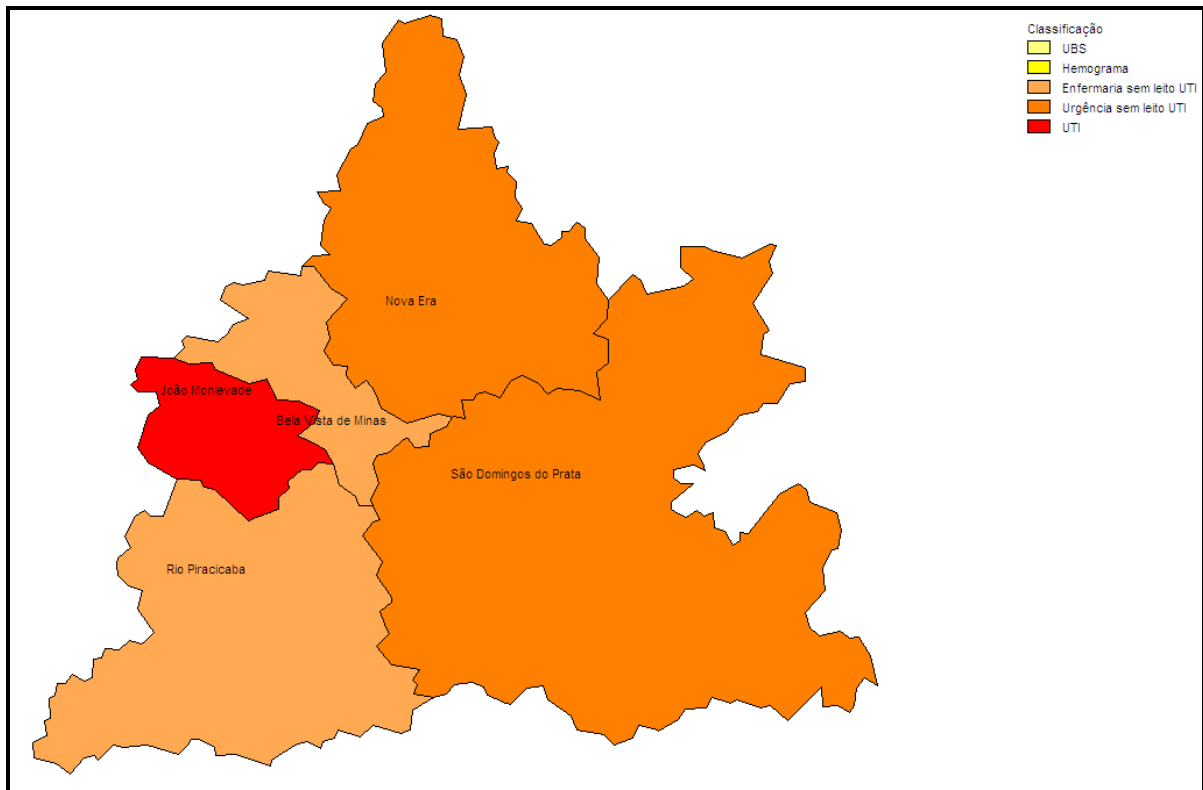 Classificação
UBS
Hemograma
Enfermaria sem leito UTI
Urgência sem leito UTI
UTI
Nova Era
João Monlevade
Bela Vista de Minas
São Domingos do Prata
Rio Piracicaba